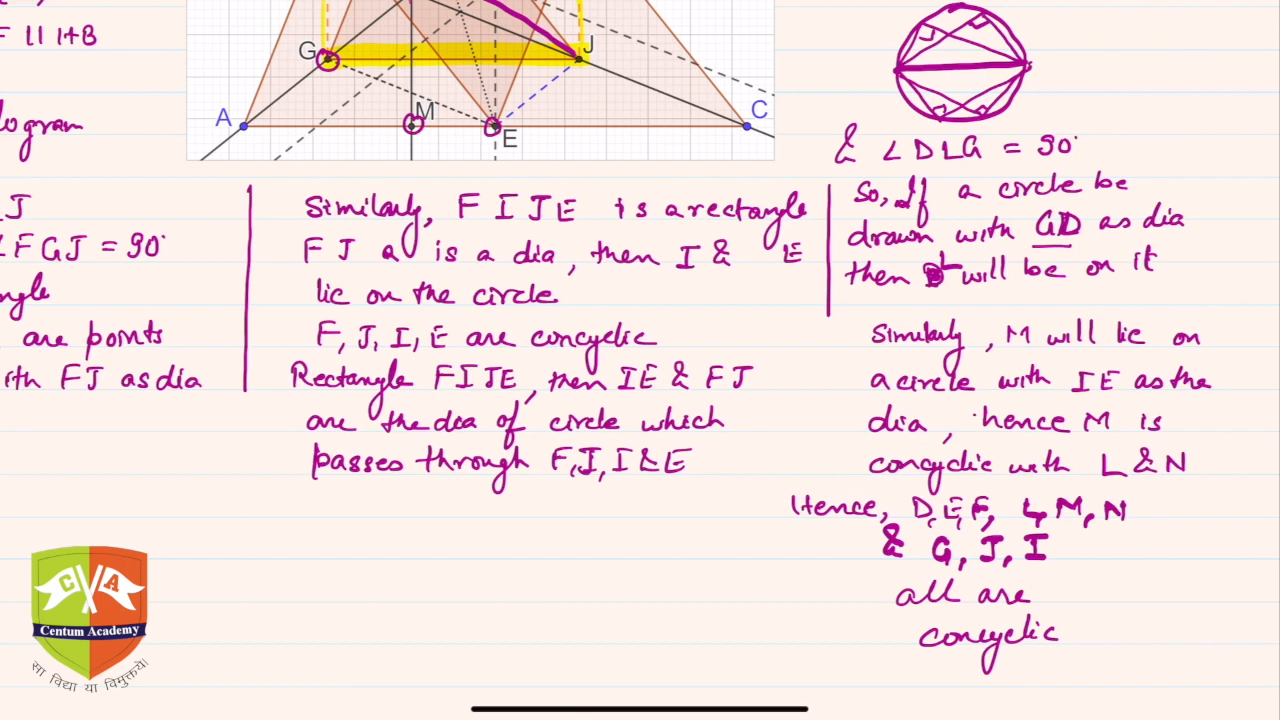 F || HB
logram
G
J
A
M
E
C
J
F G J = 90°
ngle
are points
ith FJ as dia
Similarly, F I J E is a rectangle
F J a is a dia, then I & E
lie on the circle.
F, J, I, E are concyclic
Rectangle FIJE, then IE & FJ
are the dia of circle which
passes through F, J, I & E
& ∠DLG = 90°
So, If a circle be
drawn with GD as dia
then L will be on it
Similarly, M will lie on
a circle with IE as the
dia, hence M is
concyclic with L & N
Hence, D, E, F, L, M, N
& G, J, I
all are
concyclic
C A
Centum Academy
सा विद्या या विमुक्तये।